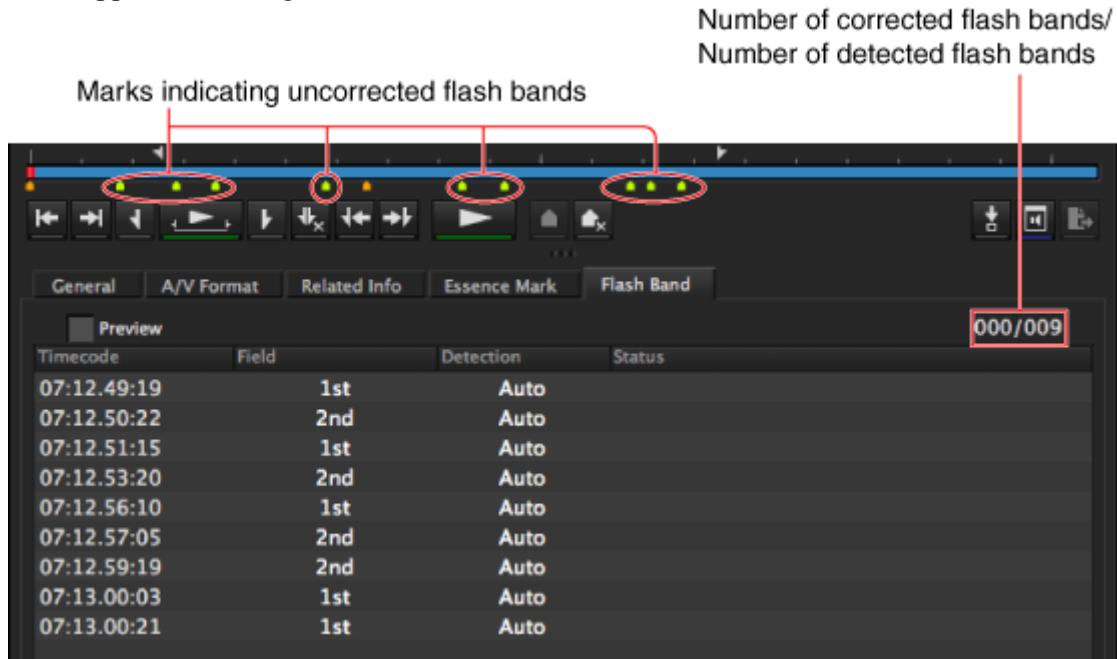 Number of corrected flash bands/
Number of detected flash bands
Marks indicating uncorrected flash bands
General A/V Format Related Info Essence Mark Flash Band
Preview 000/009
Timecode Field Detection Status
07:12.49:19 1st Auto
07:12.50:22 2nd Auto
07:12.51:15 1st Auto
07:12.53:20 2nd Auto
07:12.56:10 1st Auto
07:12.57:05 2nd Auto
07:12.59:19 2nd Auto
07:13.00:03 1st Auto
07:13.00:21 1st Auto